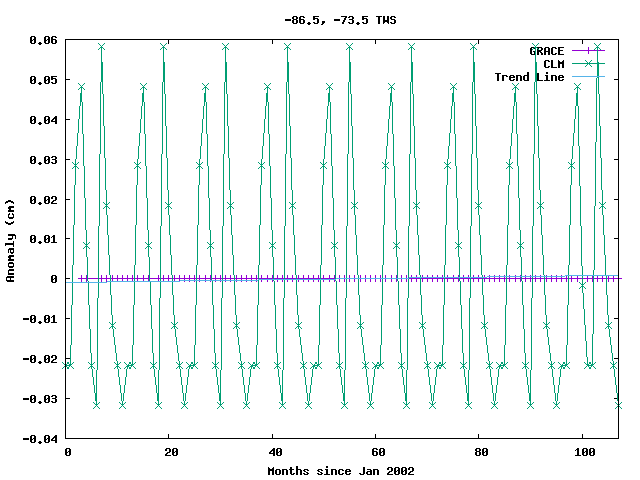 -86.5, -73.5 TWS
GRACE
CLM
Trend Line
0.06
0.05
0.04
0.03
0.02
0.01
0
-0.01
-0.02
-0.03
-0.04
Anomaly (cm)
0 20 40 60 80 100
Months since Jan 2002